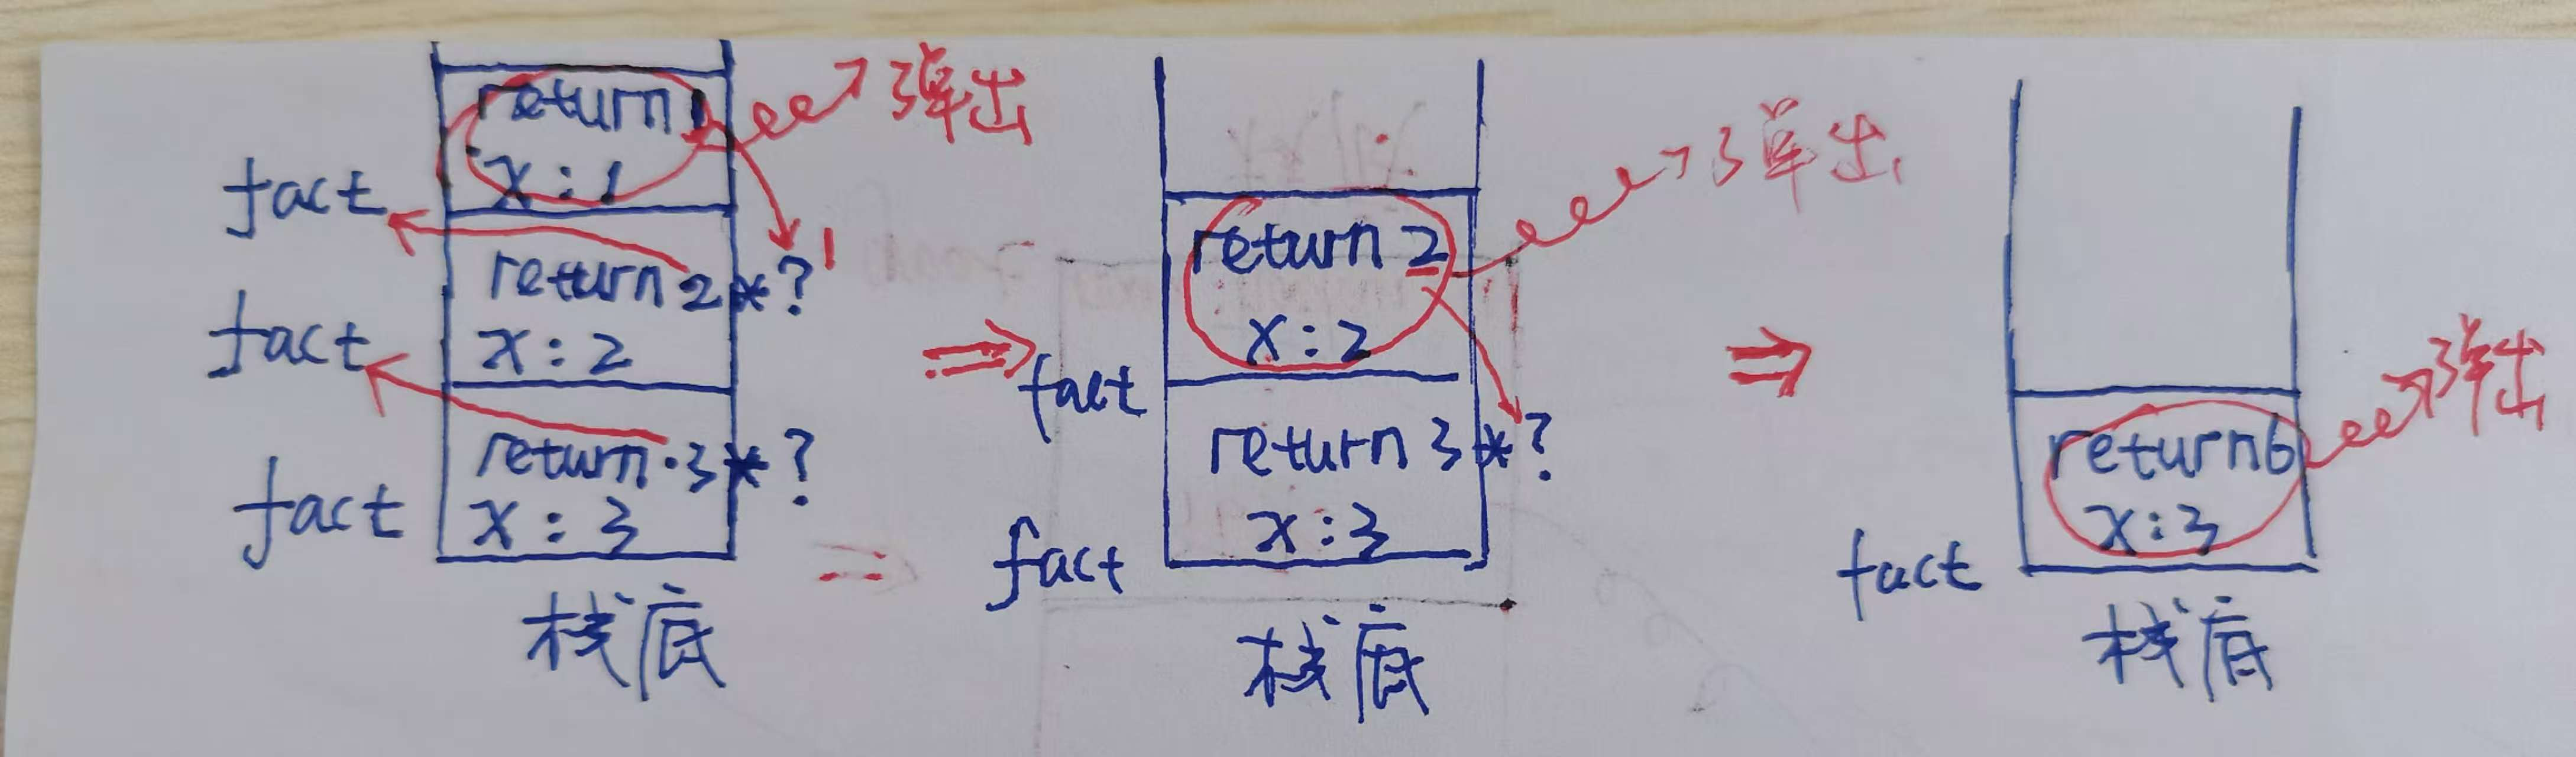 return 1
弹出
x : 1
fact
return 2 * ? 1
x : 2
fact
return 3 * ?
x : 3
fact
栈底
弹出
return 2
x : 2
fact
return 3 * ?
x : 3
fact
栈底
弹出
return 6
x : 3
fact
栈底